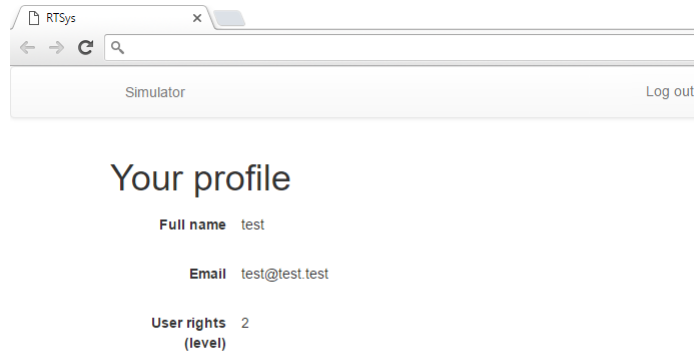 RTSys
Simulator Log out
Your profile
Full name test
Email test@test.test
User rights 2
(level)